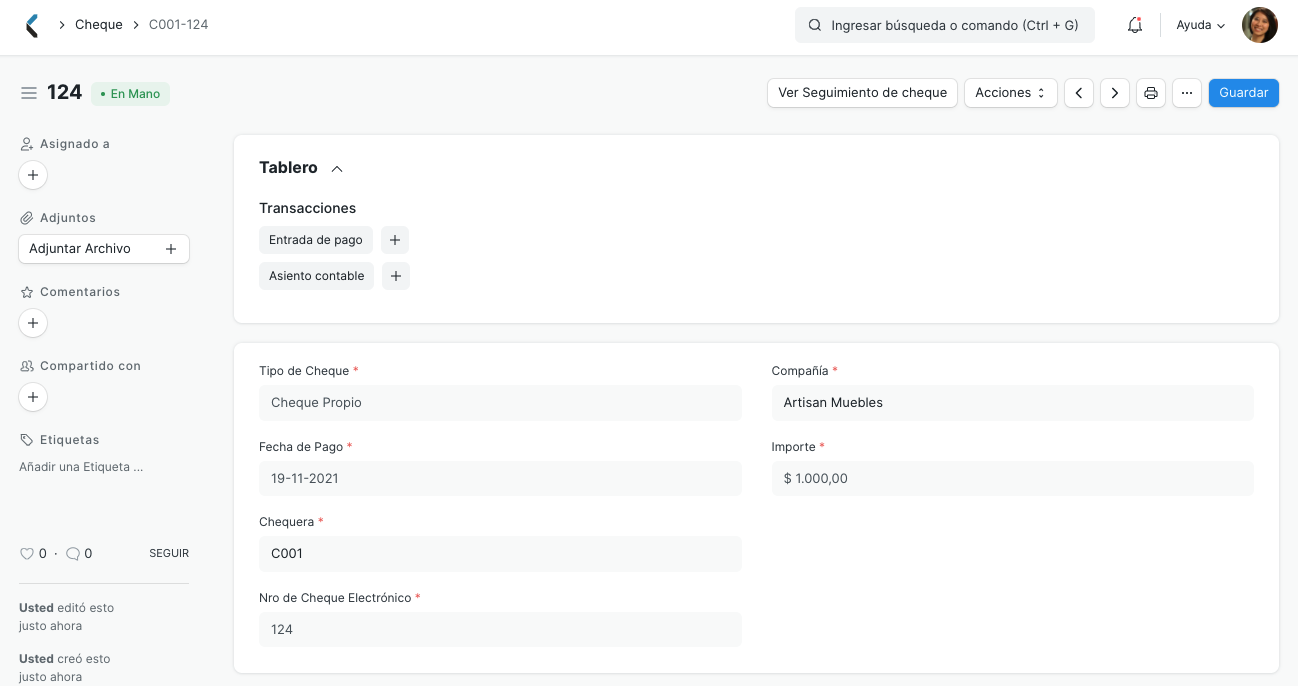 Cheque
C001-124
Ingresar búsqueda o comando (Ctrl + G)
Ayuda
124
En Mano
Ver Seguimiento de cheque
Acciones
Guardar
Asignado a
Adjuntos
Adjuntar Archivo
Comentarios
Compartido con
Etiquetas
Añadir una Etiqueta ...
0 · 0
SEGUIR
Usted editó esto
justo ahora
Usted creó esto
justo ahora
Tablero
Transacciones
Entrada de pago
Asiento contable
Tipo de Cheque *
Cheque Propio
Compañía *
Artisan Muebles
Fecha de Pago *
19-11-2021
Importe *
$ 1.000,00
Chequera *
C001
Nro de Cheque Electrónico *
124